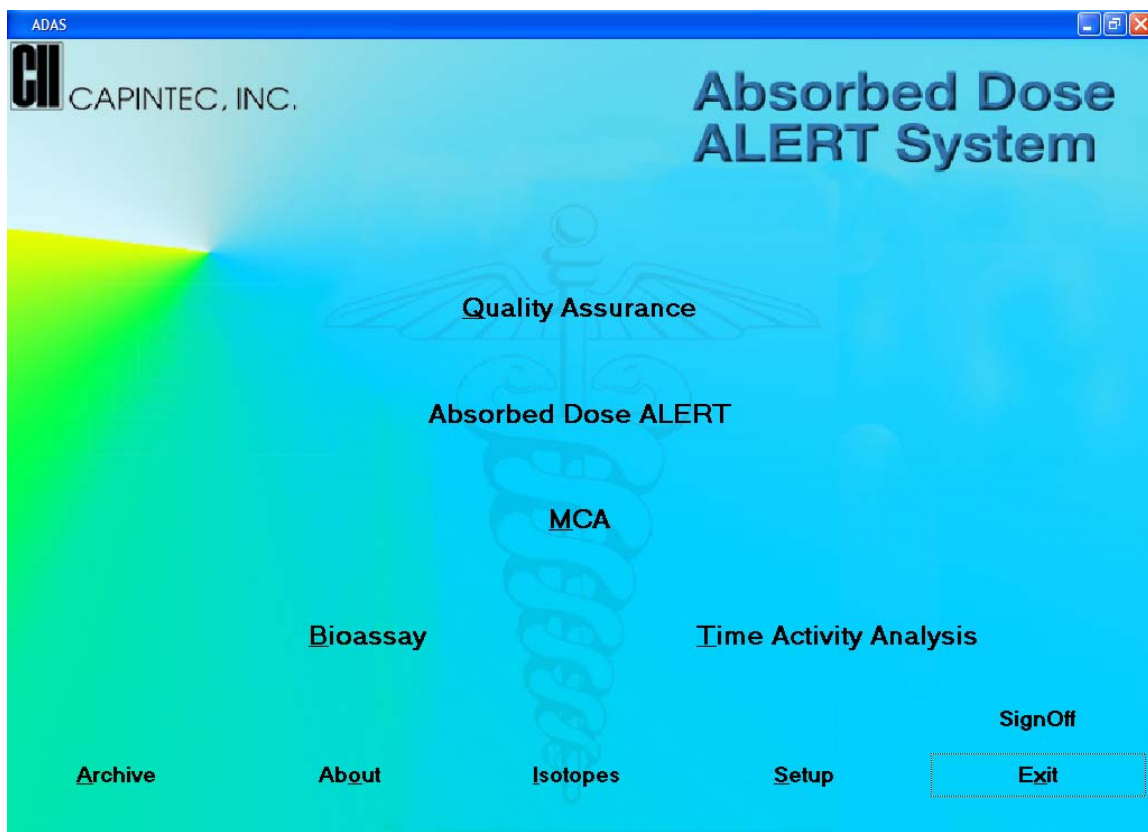 ADAS
CII CAPINTEC, INC.
Absorbed Dose
ALERT System
Quality Assurance
Absorbed Dose ALERT
MCA
Bioassay
Time Activity Analysis
SignOff
Archive
About
Isotopes
Setup
Exit